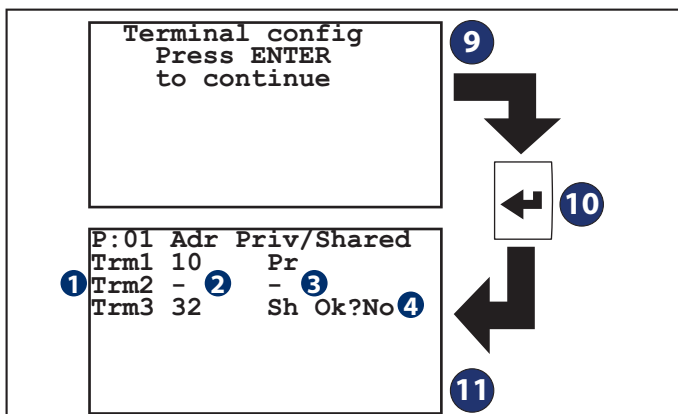 Terminal config
Press ENTER
to continue
9
10
P:01 Adr Priv/Shared
Trm1 10 Pr
1 Trm2 - 2 - 3
Trm3 32 Sh Ok?No 4
11